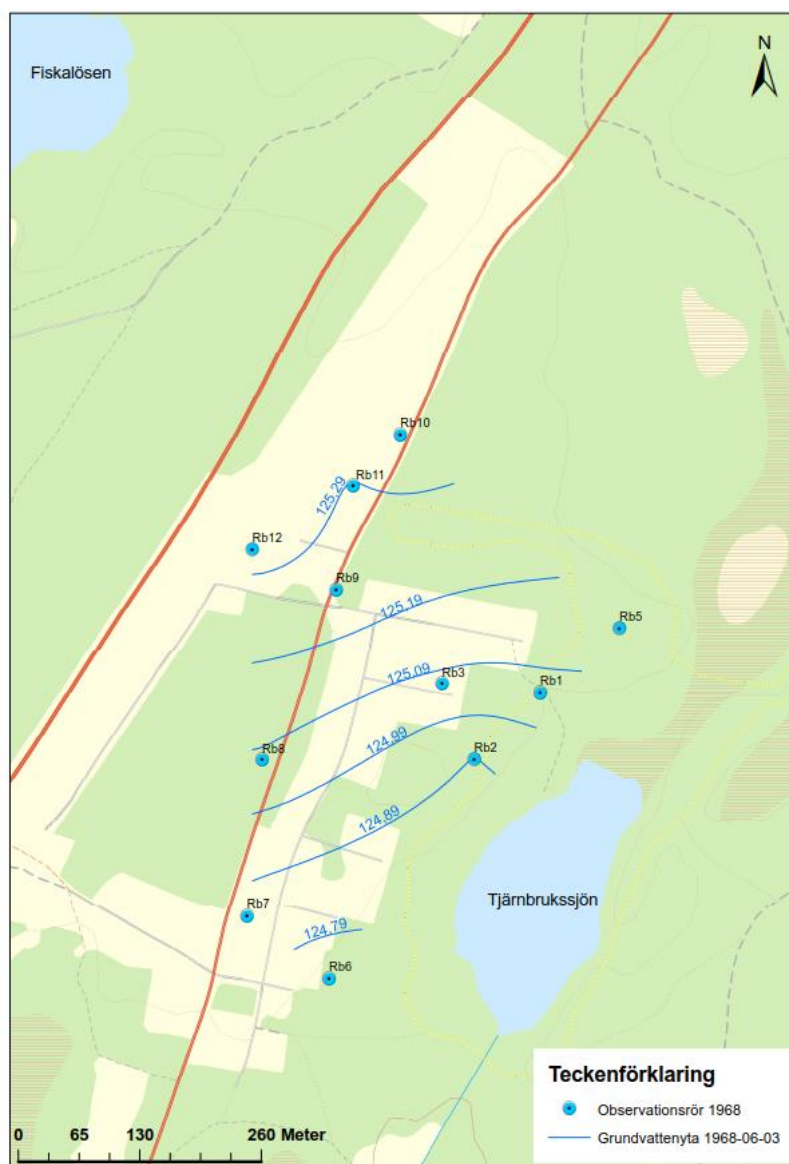 Fiskalösen
N
Rb10
Rb11
125,29
Rb12
Rb9
125,19
Rb5
125,09
Rb3
Rb1
124,99
Rb8
Rb2
124,89
Tjärnbrukssjön
Rb7
124,79
Rb6
Teckenförklaring
Observationsrör 1968
Grundvattenyta 1968-06-03
0 65 130 260 Meter